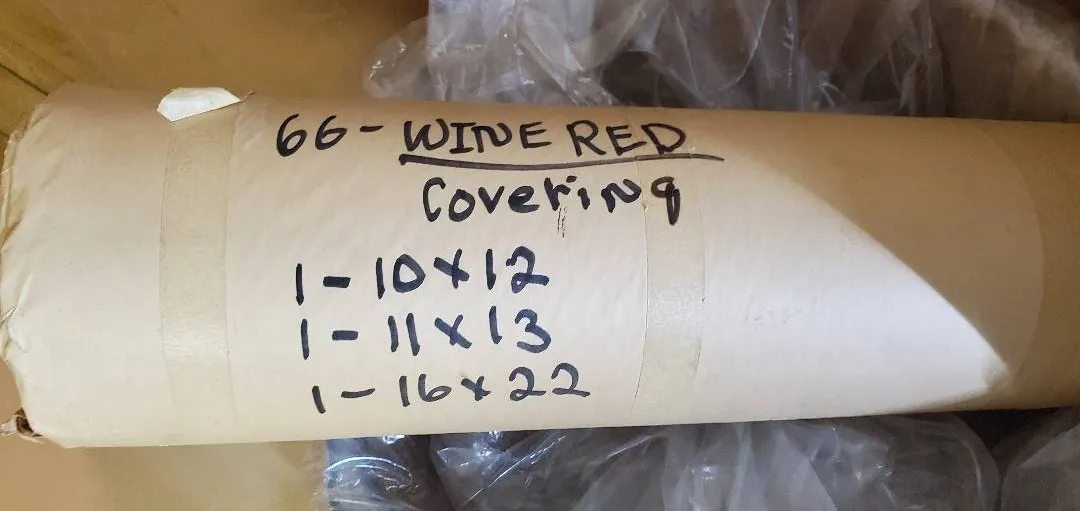 66-WINE RED
Covering
1-10x12
1-11x13
1-16x22